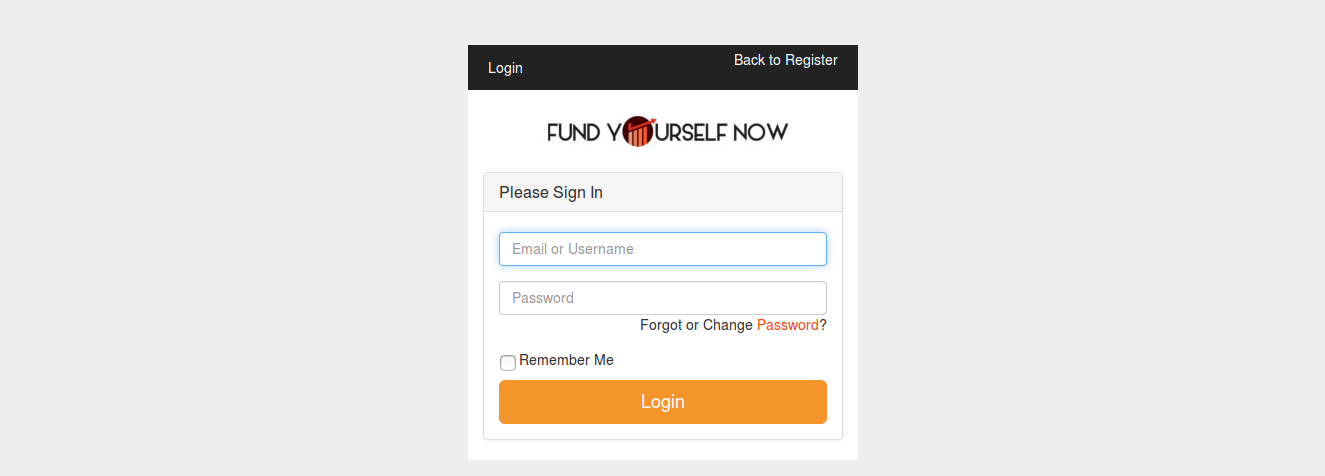 Login
Back to Register
FUND YOURSELF NOW
Please Sign In
Email or Username
Password
Forgot or Change Password?
Remember Me
Login